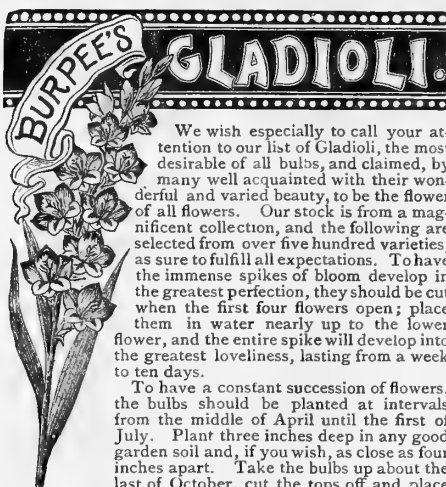 BURPEE'S
GLADIOLI.
We wish especially to call your at-
tention to our list of Gladioli, the most
desirable of all bulbs, and claimed, by
many well acquainted with their won-
derful and varied beauty, to be the flower
of all flowers. Our stock is from a mag-
nificent collection, and the following are
selected from over five hundred varieties,
as sure to fulfill all expectations. To have
the immense spikes of bloom develop in
the greatest perfection, they should be cut
when the first four flowers open; place
them in water nearly up to the lower
flower, and the entire spike will develop into
the greatest loveliness, lasting from a week
to ten days.
To have a constant succession of flowers,
the bulbs should be planted at intervals
from the middle of April until the first of
July. Plant three inches deep in any good
garden soil and, if you wish, as close as four
inches apart. Take the bulbs up about the
last of October, cut the tops off and place